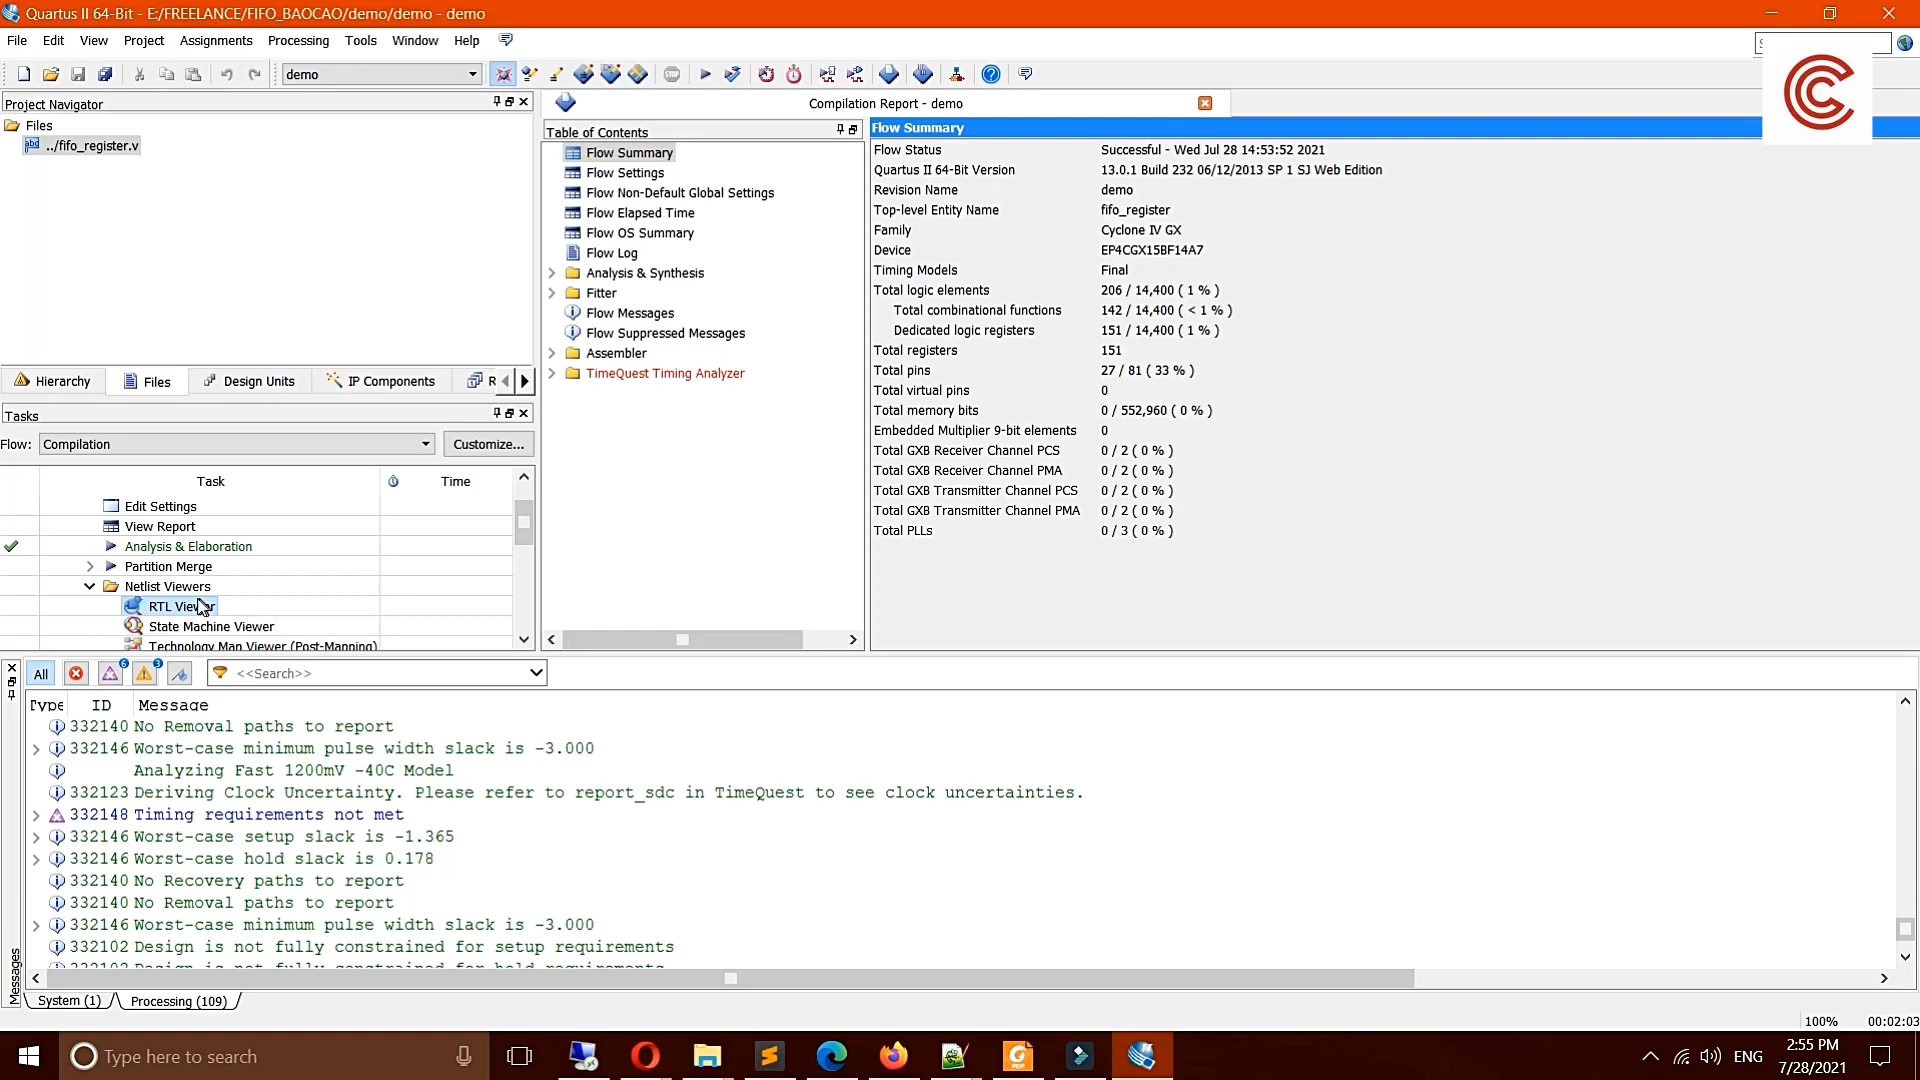 Quartus II 64-Bit - E:/FREELANCE/FIFO_BAOCAO/demo/demo - demo
File Edit View Project Assignments Processing Tools Window Help
demo
Project Navigator
Files
../fifo_register.v
Hierarchy Files Design Units IP Components R
Tasks
Flow: Compilation Customize...
Task Time
Edit Settings
View Report
Analysis & Elaboration
Partition Merge
Netlist Viewers
RTL Viewer
State Machine Viewer
Technology Map Viewer (Post-Mapping)
Compilation Report - demo
Table of Contents
Flow Summary
Flow Settings
Flow Non-Default Global Settings
Flow Elapsed Time
Flow OS Summary
Flow Log
Analysis & Synthesis
Fitter
Flow Messages
Flow Suppressed Messages
Assembler
TimeQuest Timing Analyzer
Flow Summary
Flow Status Successful - Wed Jul 28 14:53:52 2021
Quartus II 64-Bit Version 13.0.1 Build 232 06/12/2013 SP 1 SJ Web Edition
Revision Name demo
Top-level Entity Name fifo_register
Family Cyclone IV GX
Device EP4CGX15BF14A7
Timing Models Final
Total logic elements 206 / 14,400 ( 1 % )
Total combinational functions 142 / 14,400 ( < 1 % )
Dedicated logic registers 151 / 14,400 ( 1 % )
Total registers 151
Total pins 27 / 81 ( 33 % )
Total virtual pins 0
Total memory bits 0 / 552,960 ( 0 % )
Embedded Multiplier 9-bit elements 0
Total GXB Receiver Channel PCS 0 / 2 ( 0 % )
Total GXB Receiver Channel PMA 0 / 2 ( 0 % )
Total GXB Transmitter Channel PCS 0 / 2 ( 0 % )
Total GXB Transmitter Channel PMA 0 / 2 ( 0 % )
Total PLLs 0 / 3 ( 0 % )
All 6 3 <<Search>>
Type ID Message
332140 No Removal paths to report
332146 Worst-case minimum pulse width slack is -3.000
Analyzing Fast 1200mV -40C Model
332123 Deriving Clock Uncertainty. Please refer to report_sdc in TimeQuest to see clock uncertainties.
332148 Timing requirements not met
332146 Worst-case setup slack is -1.365
332146 Worst-case hold slack is 0.178
332140 No Recovery paths to report
332140 No Removal paths to report
332146 Worst-case minimum pulse width slack is -3.000
332102 Design is not fully constrained for setup requirements
332102 Design is not fully constrained for hold requirements
Messages
System (1) Processing (109)
100% 00:02:03
Type here to search
ENG
2:55 PM
7/28/2021